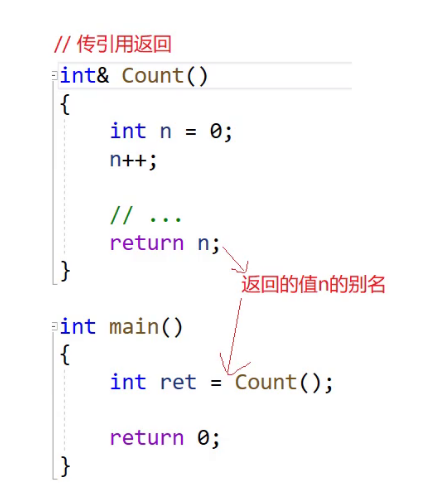 // 传引用返回
int& Count()
{
    int n = 0;
    n++;
    // ...
    return n;
}
返回的值n的别名
int main()
{
    int ret = Count();
    return 0;
}